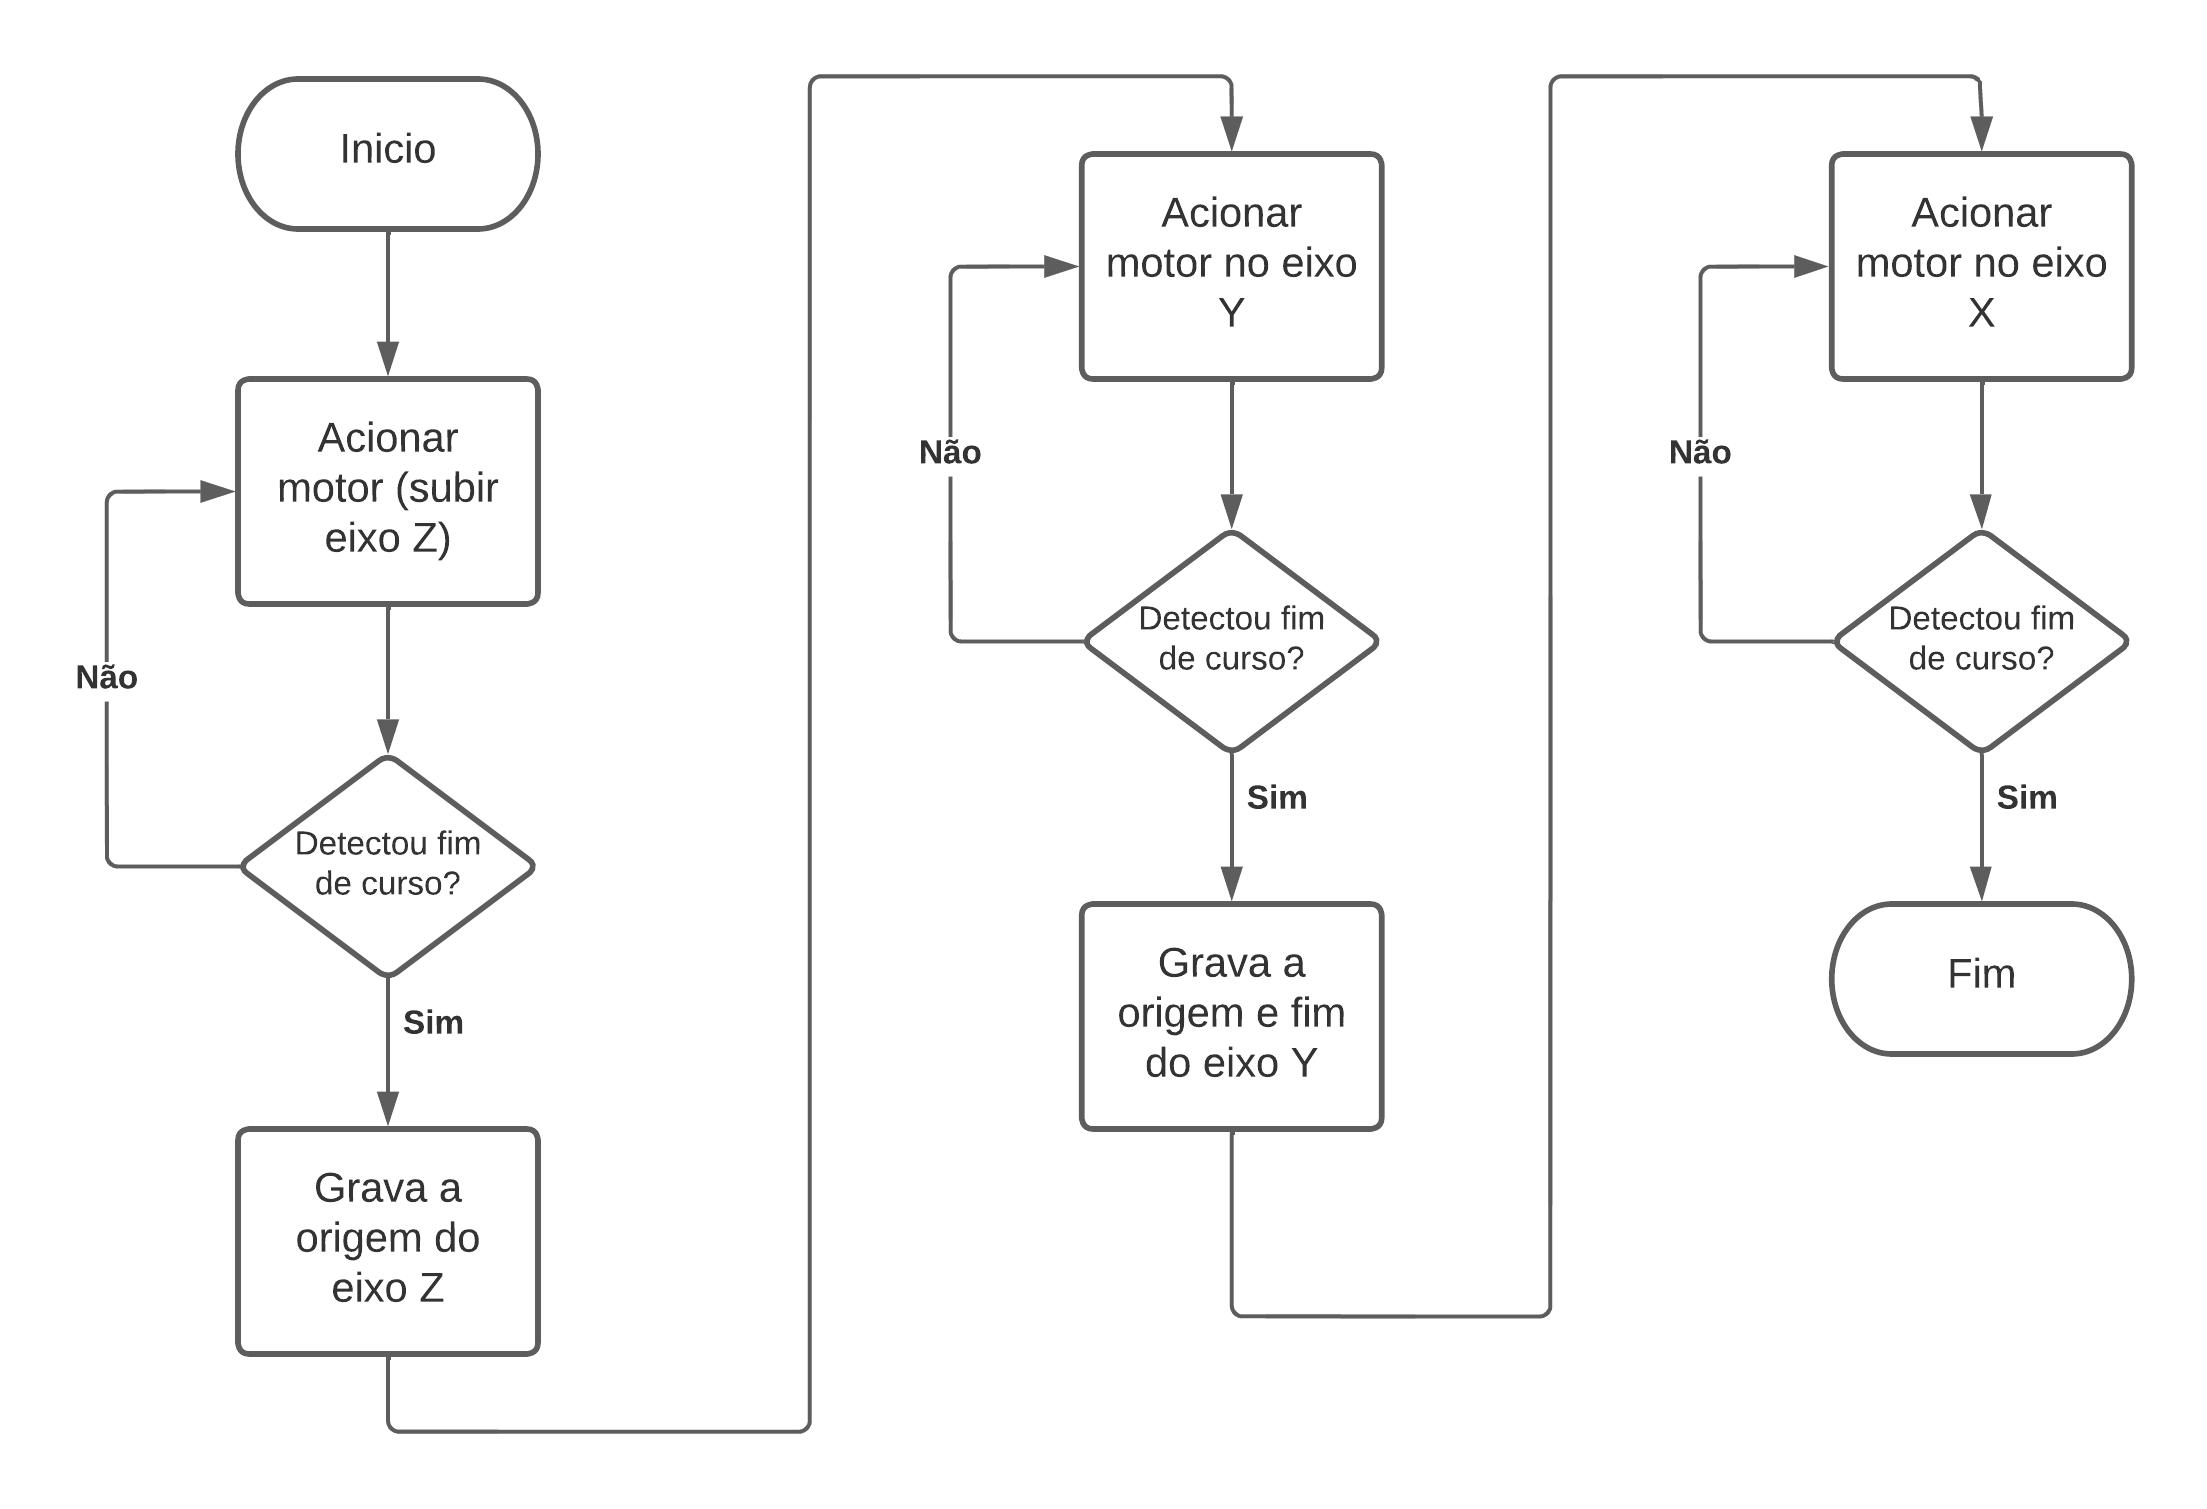 Inicio
Acionar
motor (subir
eixo Z)
Não
Detectou fim
de curso?
Sim
Grava a
origem do
eixo Z
Acionar
motor no eixo
Y
Não
Detectou fim
de curso?
Sim
Grava a
origem e fim
do eixo Y
Acionar
motor no eixo
X
Não
Detectou fim
de curso?
Sim
Fim